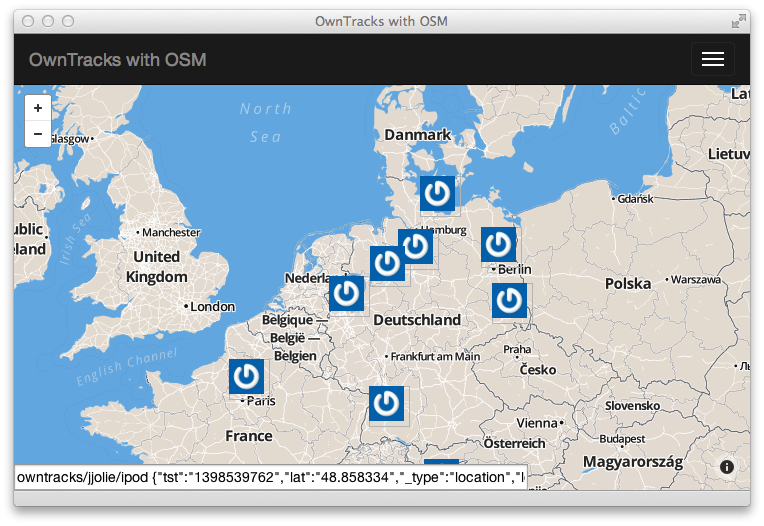 OwnTracks with OSM
OwnTracks with OSM
+
−
North
Sea
Baltic
Lat
Glasgow
Danmark
Lietuv
Gdańsk
Irish Sea
Manchester
Hamburg
United
Kingdom
Berlin
London
Nederland
Polska
Warszawa
Belgique —
België —
Belgien
Deutschland
English Channel
Frankfurt am Main
Praha
Česko
Paris
France
Slovensko
Vienna
Österreich
Budapest
Magyarország
owntracks/jjolie/ipod {"tst":"1398539762","lat":"48.858334","_type":"location","l